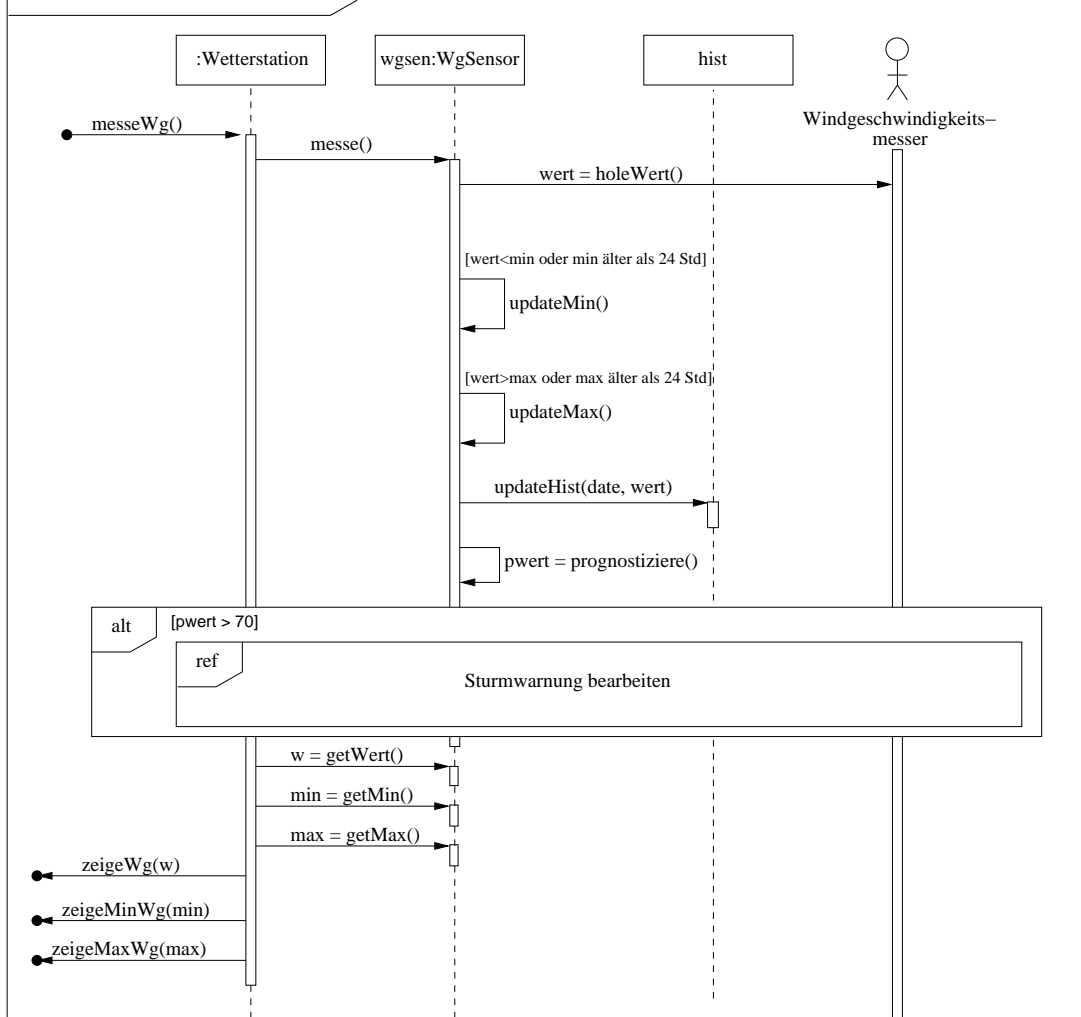 :Wetterstation
wgsen:WgSensor
hist
Windgeschwindigkeits–
messer
messeWg()
messe()
wert = holeWert()
[wert<min oder min älter als 24 Std]
updateMin()
[wert>max oder max älter als 24 Std]
updateMax()
updateHist(date, wert)
pwert = prognostiziere()
alt
[pwert > 70]
ref
Sturmwarnung bearbeiten
w = getWert()
min = getMin()
max = getMax()
zeigeWg(w)
zeigeMinWg(min)
zeigeMaxWg(max)